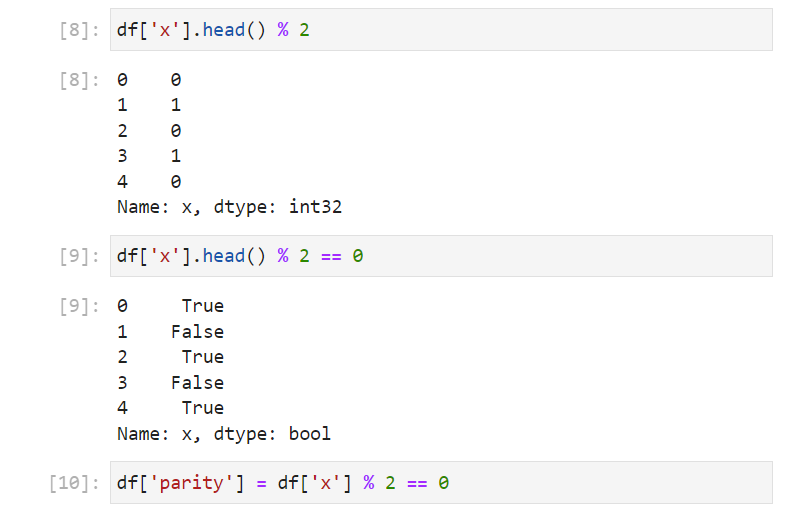 [8]: df['x'].head() % 2
[8]: 0    0
1    1
2    0
3    1
4    0
Name: x, dtype: int32
[9]: df['x'].head() % 2 == 0
[9]: 0     True
1    False
2     True
3    False
4     True
Name: x, dtype: bool
[10]: df['parity'] = df['x'] % 2 == 0